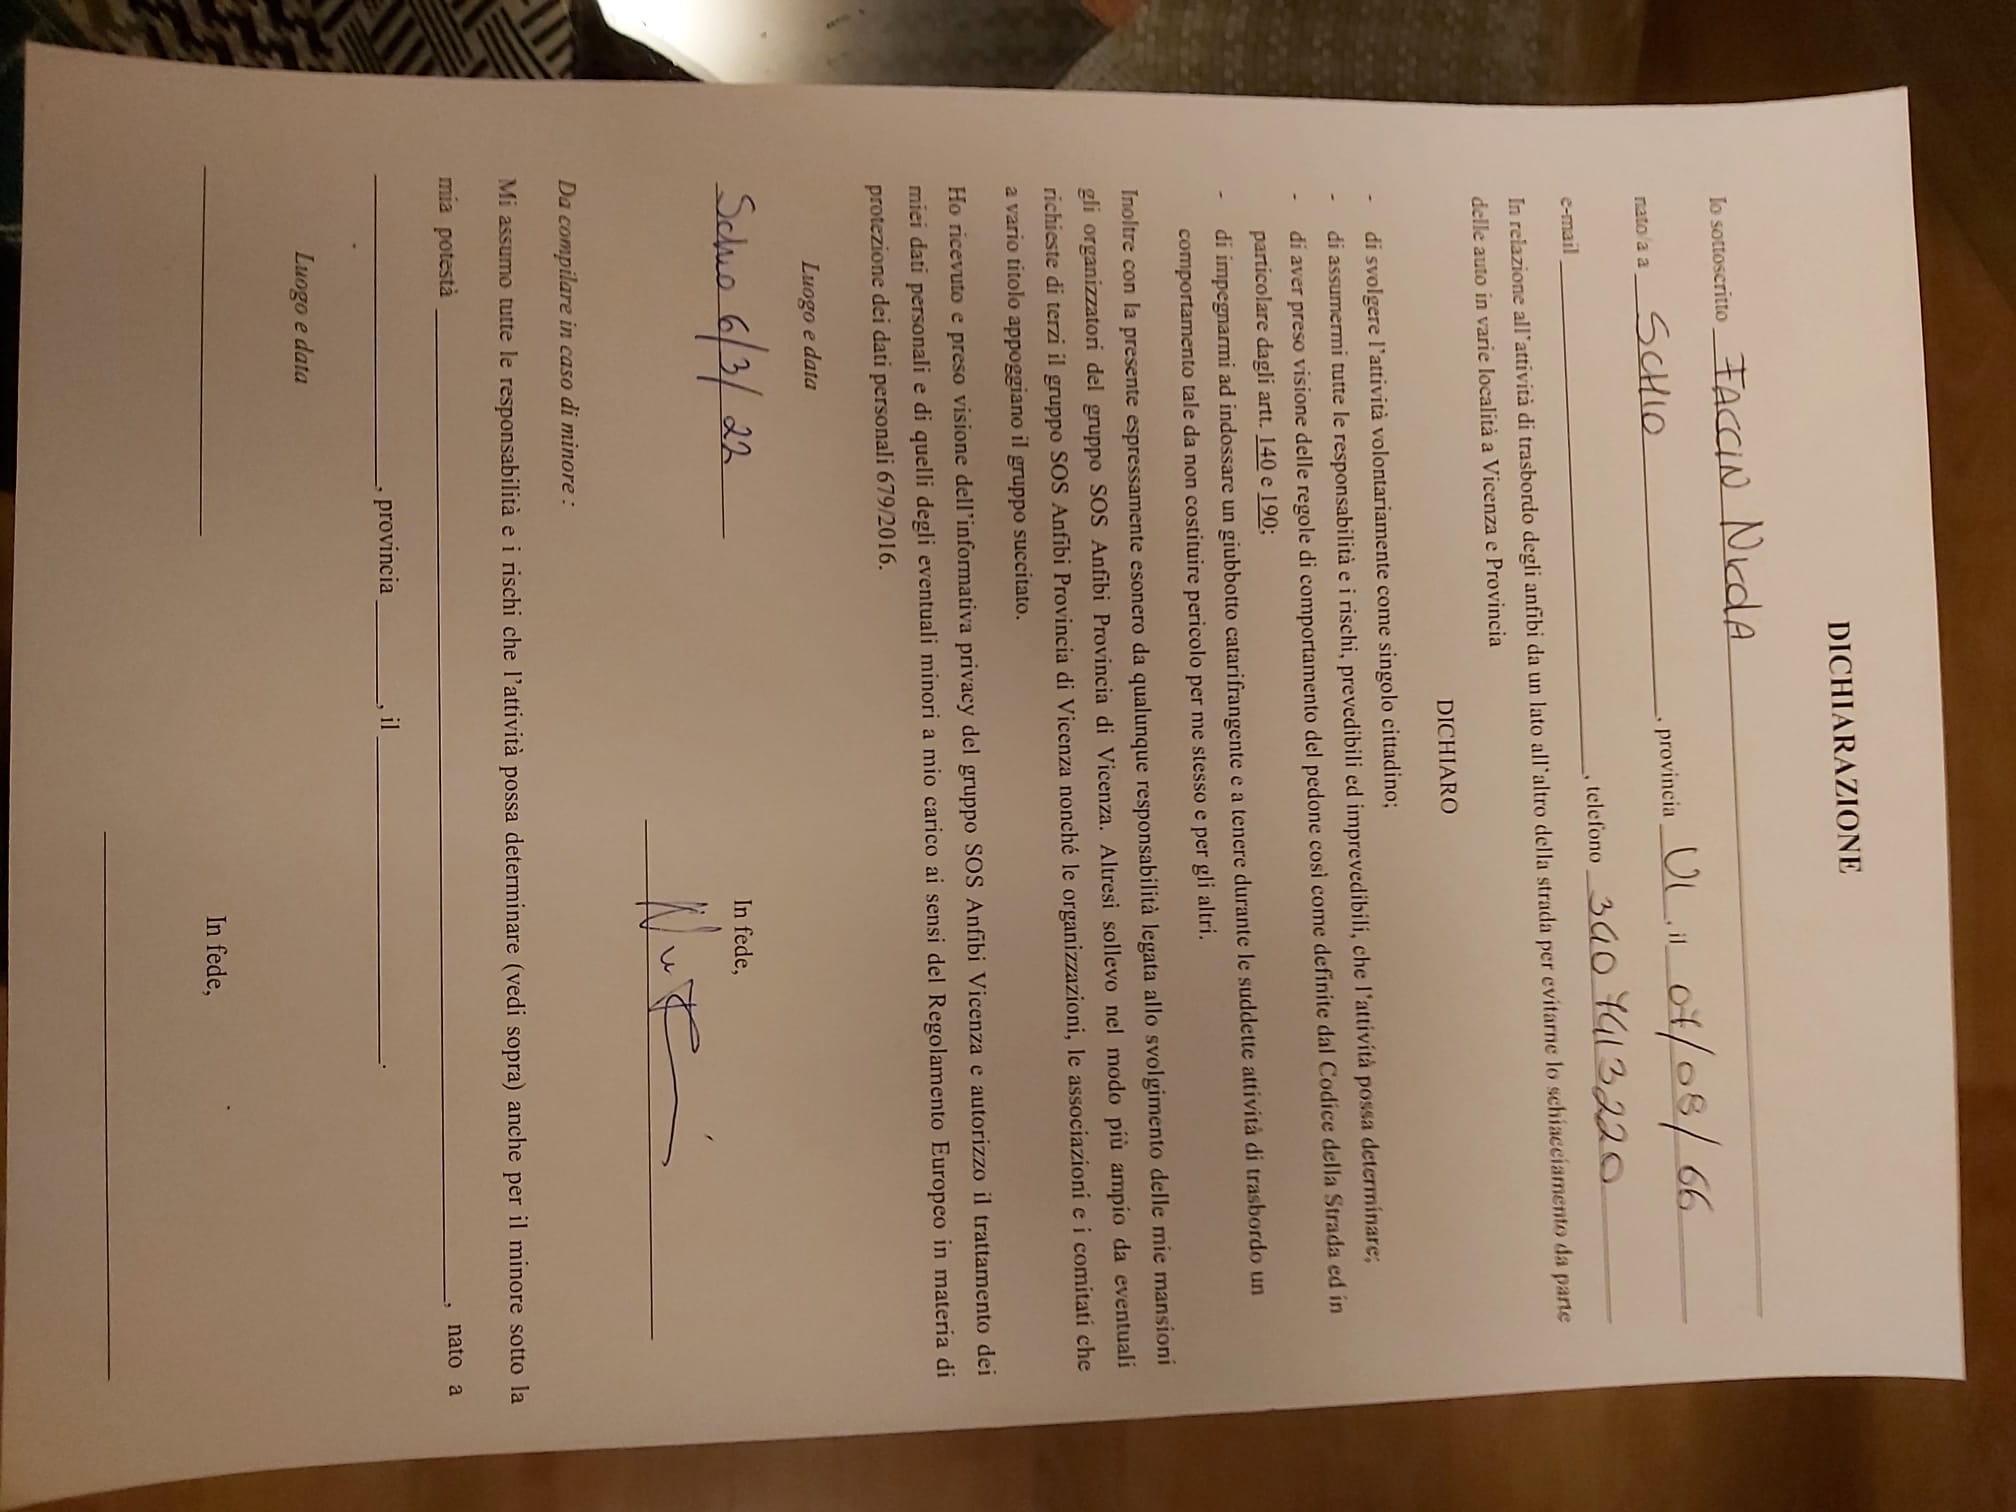 DICHIARAZIONE
Io sottoscritto FACCIN
nato/a a SCHIO, provincia VI, il 07/08/66
e-mail, telefono
In relazione all'attività di trasbordo degli anfibi da un lato all'altro della strada per evitarne lo schiacciamento da parte
delle auto in varie località a Vicenza e Provincia
DICHIARO
- di svolgere l'attività volontariamente come singolo cittadino;
- di assumermi tutte le responsabilità e i rischi, prevedibili ed imprevedibili, che l'attività possa determinare;
- di aver preso visione delle regole di comportamento del pedone così come definite dal Codice della Strada ed in
particolare dagli artt. 140 e 190;
- di impegnarmi ad indossare un giubbotto catarifrangente e a tenere durante le suddette attività di trasbordo un
comportamento tale da non costituire pericolo per me stesso e per gli altri.
Inoltre con la presente espressamente esonero da qualunque responsabilità legata allo svolgimento delle mie mansioni
gli organizzatori del gruppo SOS Anfibi Provincia di Vicenza. Altresì sollevo nel modo più ampio da eventuali
richieste di terzi il gruppo SOS Anfibi Provincia di Vicenza nonché le organizzazioni, le associazioni e i comitati che
a vario titolo appoggiano il gruppo succitato.
Ho ricevuto e preso visione dell'informativa privacy del gruppo SOS Anfibi Vicenza e autorizzo il trattamento dei
miei dati personali e di quelli degli eventuali minori a mio carico ai sensi del Regolamento Europeo in materia di
protezione dei dati personali 679/2016.
Luogo e data
In fede,
Schio 6/3/22
Da compilare in caso di minore :
Mi assumo tutte le responsabilità e i rischi che l'attività possa determinare (vedi sopra) anche per il minore sotto la
mia potestà, nato a
, provincia, il.
Luogo e data
In fede,